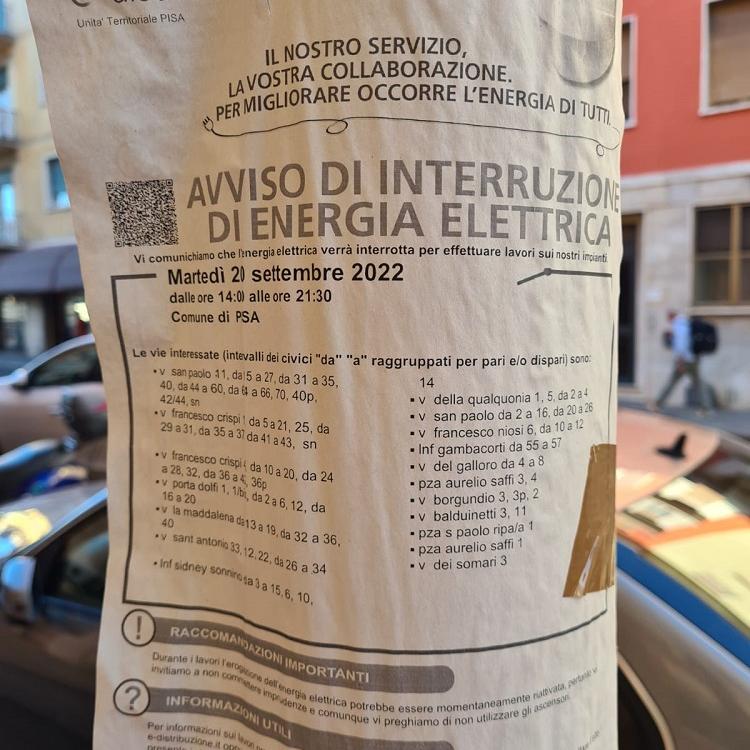 Unita' Territoriale PISA
IL NOSTRO SERVIZIO,
LA VOSTRA COLLABORAZIONE.
PER MIGLIORARE OCCORRE L'ENERGIA DI TUTTI.
AVVISO DI INTERRUZIONE
DI ENERGIA ELETTRICA
Vi comunichiamo che l'energia elettrica verrà interrotta per effettuare lavori sui nostri impianti.
Martedì 20 settembre 2022
dalle ore 14:00 alle ore 21:30
Comune di PSA
Le vie interessate (intevalli dei civici "da" "a" raggruppati per pari e/o dispari) sono:
• v san paolo 11, da 5 a 27, da 31 a 35,
40, da 44 a 60, da 64 a 66, 70, 40p,
42/44, sn
• v francesco crispi da 5 a 21, 25, da
29 a 31, da 35 a 37 da 41 a 43, sn
• v francesco crispi da 10 a 20, da 24
a 28, 32, da 36 a 36p
• v porta dolfi 1, da 2 a 6, 12, da
16 a 20
• v la maddalena da 13 a 19, da 32 a 36,
40
• v sant antonio 33, 12, 22, da 26 a 34
• lnf sidney sonnino a 3 a 15, 6, 10,
14
▪ v della qualquonia 1, 5, da 2 a 4
▪ v san paolo da 2 a 16, da 20 a 26
▪ v francesco niosi 6, da 10 a 12
▪ lnf gambacorti da 55 a 57
▪ v del galloro da 4 a 8
▪ pza aurelio saffi 3, 4
▪ v borgundio 3, 3p, 2
▪ v balduinetti 3, 11
▪ pza s paolo ripa/a 1
▪ pza aurelio saffi 1
▪ v dei somari 3
! RACCOMANDAZIONI IMPORTANTI
Durante i lavori l'erogazione dell'energia elettrica potrebbe essere momentaneamente riattivata, pertanto vi
invitiamo a non commettere imprudenze e comunque vi preghiamo di non utilizzare gli ascensori.
? INFORMAZIONI UTILI
Per informazioni sui lavori
e-distribuzione.it